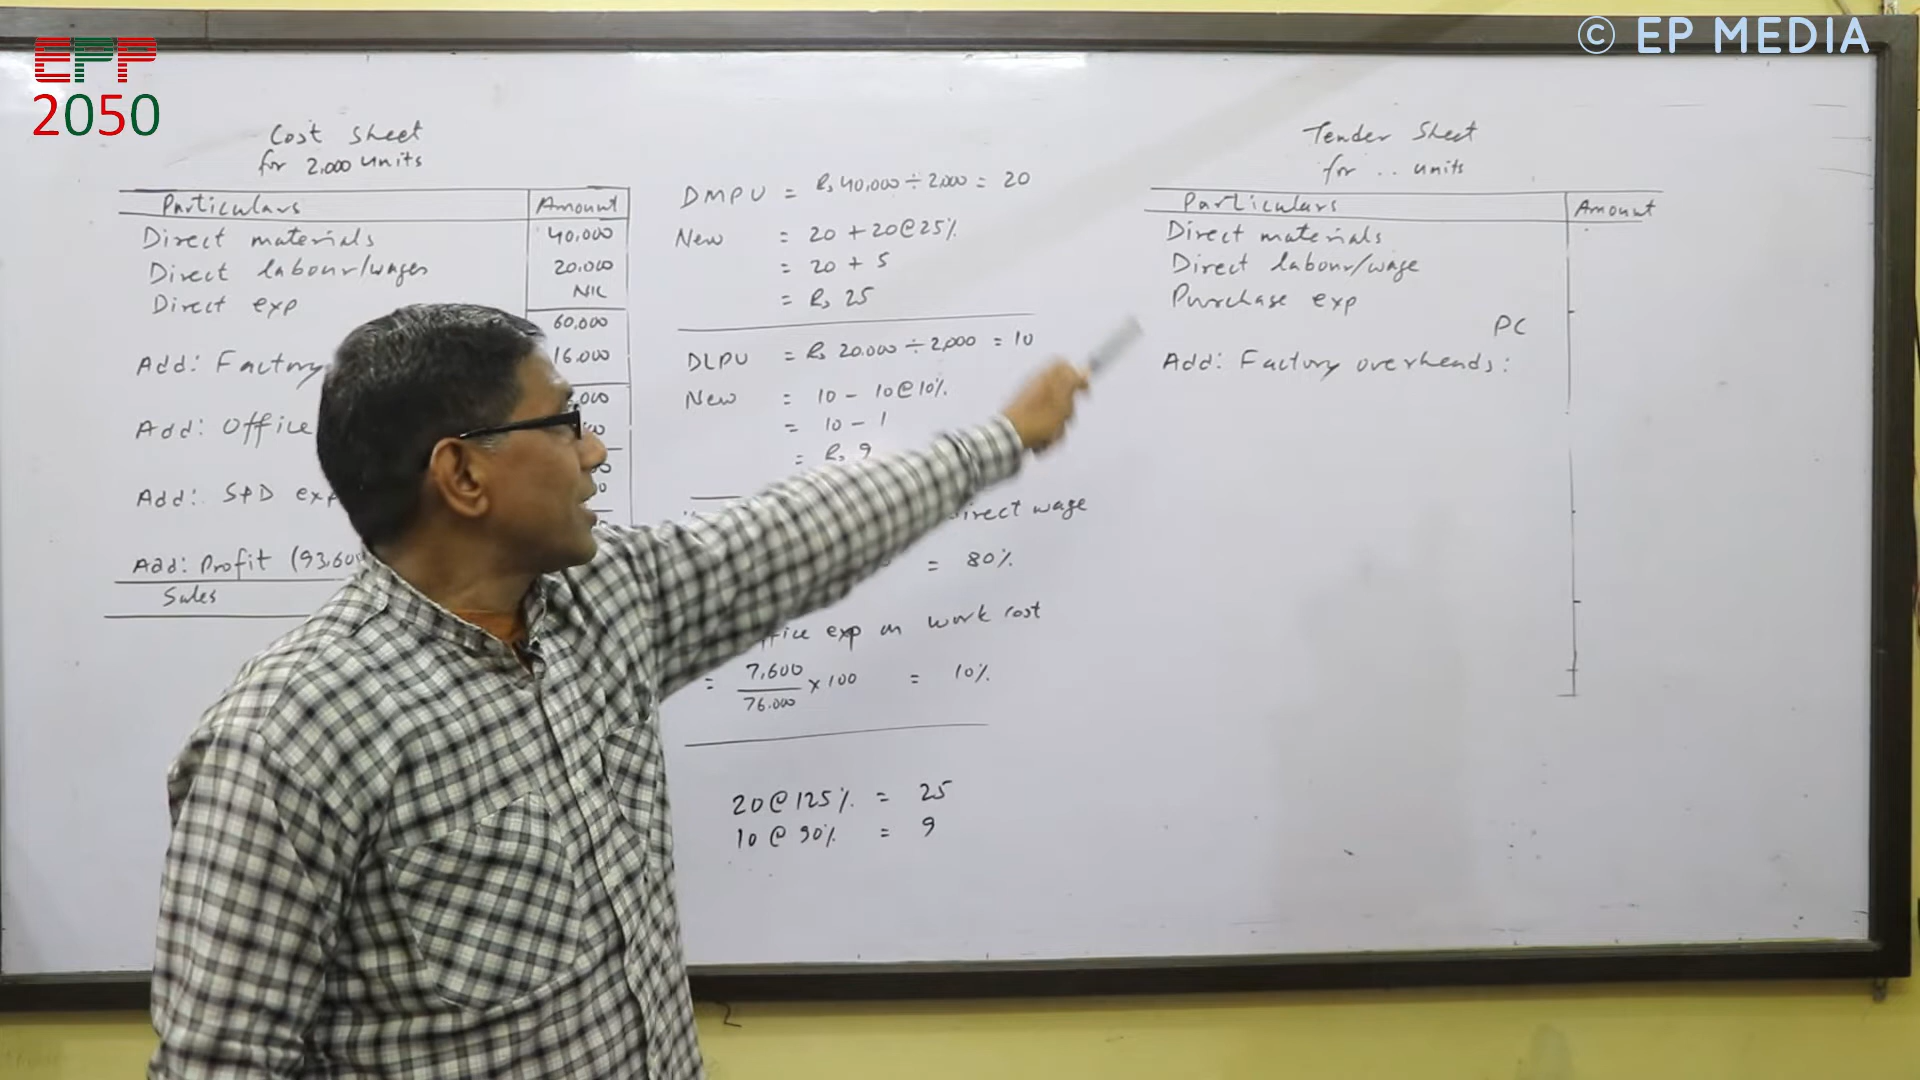 EPP
2050
© EP MEDIA
Cost Sheet
for 2,000 units
Particulars Amount
Direct materials 40,000
Direct labour/wages 20,000
Direct exp NIL
60,000
Add: Factory 16,000
Add: Office
Add: S+D exp
Add: Profit (93,60
Sales
DMPU = Rs 40,000 ÷ 2,000 = 20
New = 20 + 20@25%
= 20 + 5
= Rs 25
DLPU = Rs 20,000 ÷ 2,000 = 10
New = 10 - 10@10%
= 10 - 1
= Rs 9
direct wage
= 80%
office exp on work cost
= 7,600 / 76,000 × 100 = 10%
20 @ 125% = 25
10 @ 90% = 9
Tender Sheet
for .. units
Particulars Amount
Direct materials
Direct labour/wage
Purchase exp
PC
Add: Factory overheads: